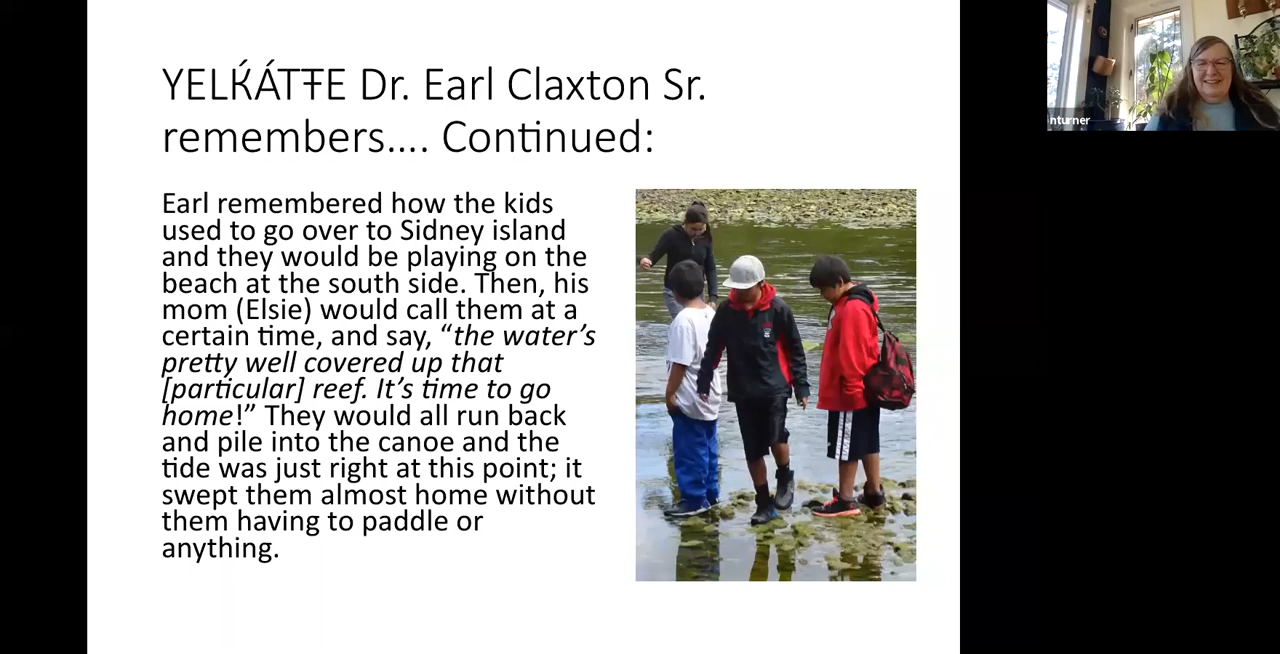 YELḰÁTŦE Dr. Earl Claxton Sr.
remembers…. Continued:
Earl remembered how the kids
used to go over to Sidney island
and they would be playing on the
beach at the south side. Then, his
mom (Elsie) would call them at a
certain time, and say, “the water’s
pretty well covered up that
[particular] reef. It’s time to go
home!” They would all run back
and pile into the canoe and the
tide was just right at this point; it
swept them almost home without
them having to paddle or
anything.
nturner